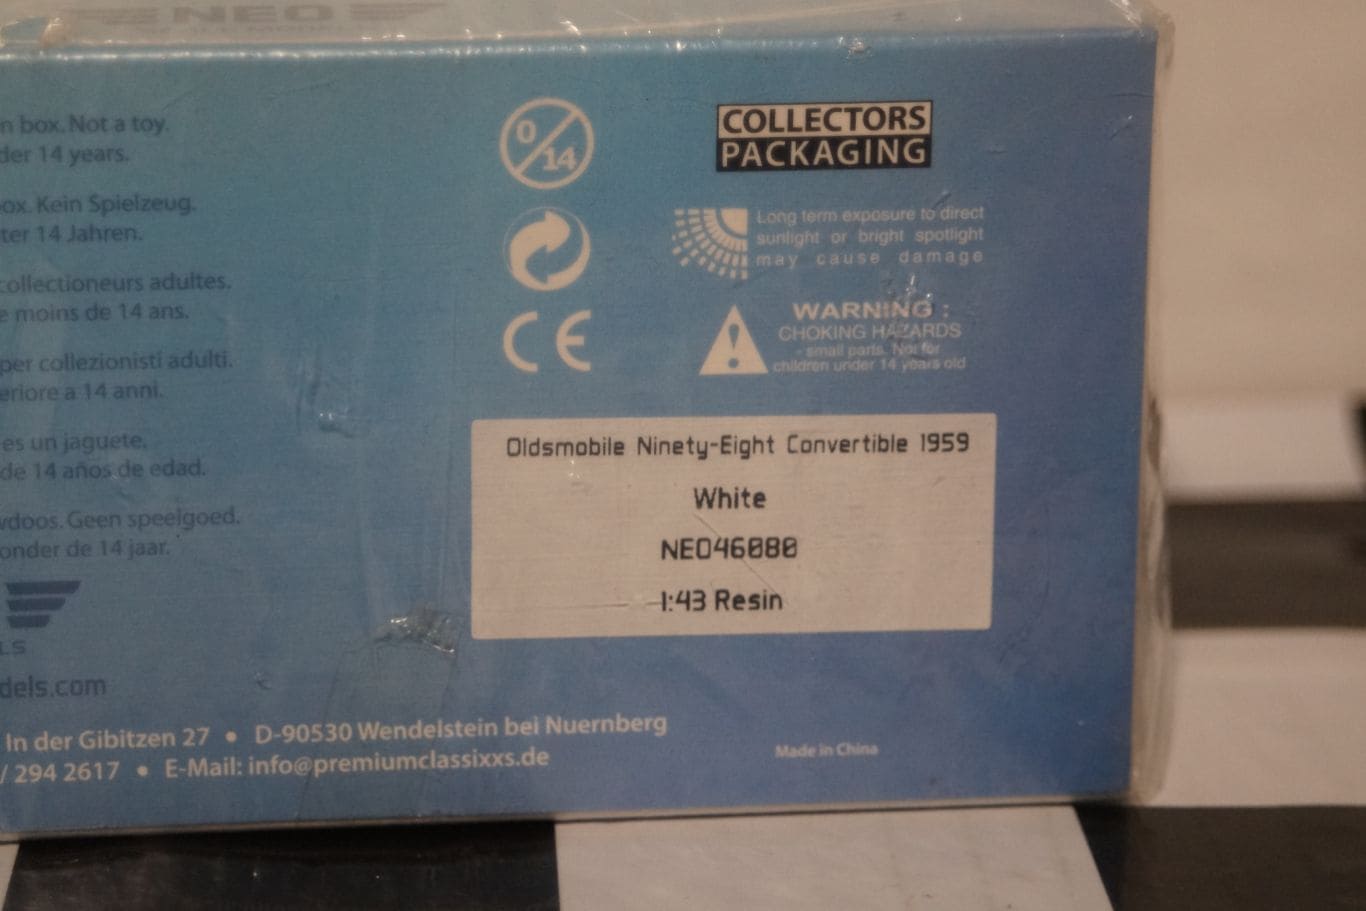 NEO
n box. Not a toy.
der 14 years.
ox. Kein Spielzeug.
ter 14 Jahren.
collectioneurs adultes.
e moins de 14 ans.
per collezionisti adulti.
eriore a 14 anni.
es un jaguete.
de 14 años de edad.
vdoos. Geen speelgoed.
onder de 14 jaar.
LS
dels.com
In der Gibitzen 27 • D-90530 Wendelstein bei Nuernberg
/ 294 2617 • E-Mail: info@premiumclassixxs.de
0/14
CE
COLLECTORS
PACKAGING
Long term exposure to direct
sunlight or bright spotlight
may cause damage
WARNING :
CHOKING HAZARDS
- small parts. Not for
children under 14 years old
Oldsmobile Ninety-Eight Convertible 1959
White
NEO46080
1:43 Resin
Made in China